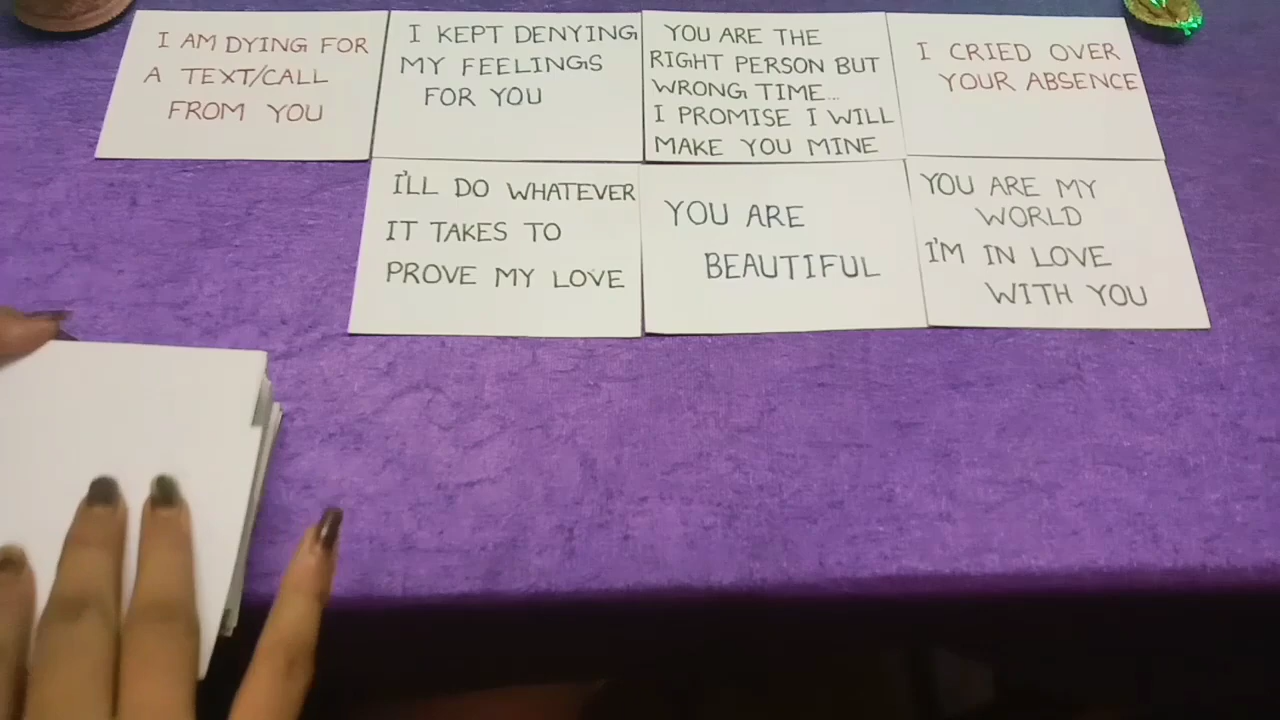 I AM DYING FOR
A TEXT/CALL
FROM YOU
I KEPT DENYING
MY FEELINGS
FOR YOU
YOU ARE THE
RIGHT PERSON BUT
WRONG TIME...
I PROMISE I WILL
MAKE YOU MINE
I CRIED OVER
YOUR ABSENCE
I'LL DO WHATEVER
IT TAKES TO
PROVE MY LOVE
YOU ARE
BEAUTIFUL
YOU ARE MY
WORLD
I'M IN LOVE
WITH YOU